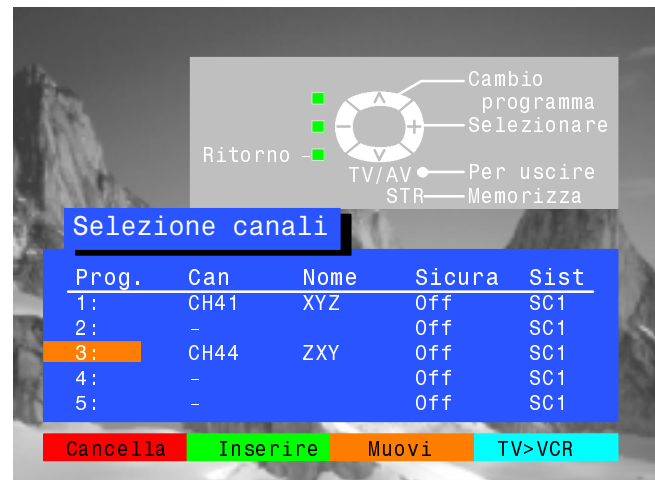 Cambio
programma
Selezionare
Ritorno
TV/AV Per uscire
STR Memorizza
Selezione canali
Prog. Can Nome Sicura Sist
1: CH41 XYZ Off SC1
2: - Off SC1
3: CH44 ZXY Off SC1
4: - Off SC1
5: - Off SC1
Cancella Inserire Muovi TV>VCR